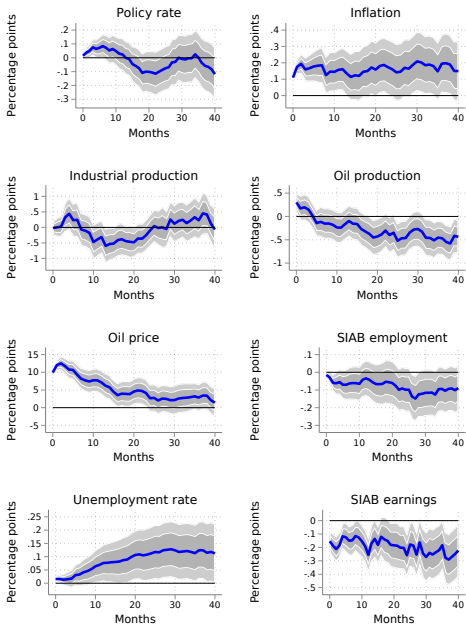 Policy rate
Percentage points
.2
.1
0
-.1
-.2
-.3
0 10 20 30 40
Months
Inflation
Percentage points
.4
.3
.2
.1
0
0 10 20 30 40
Months
Industrial production
Percentage points
1
.5
0
-.5
-1
0 10 20 30 40
Months
Oil production
Percentage points
.5
0
-.5
-1
0 10 20 30 40
Months
Oil price
Percentage points
15
10
5
0
-5
0 10 20 30 40
Months
SIAB employment
Percentage points
.1
0
-.1
-.2
-.3
0 10 20 30 40
Months
Unemployment rate
Percentage points
.25
.2
.15
.1
.05
0
0 10 20 30 40
Months
SIAB earnings
Percentage points
0
-.1
-.2
-.3
-.4
-.5
0 10 20 30 40
Months